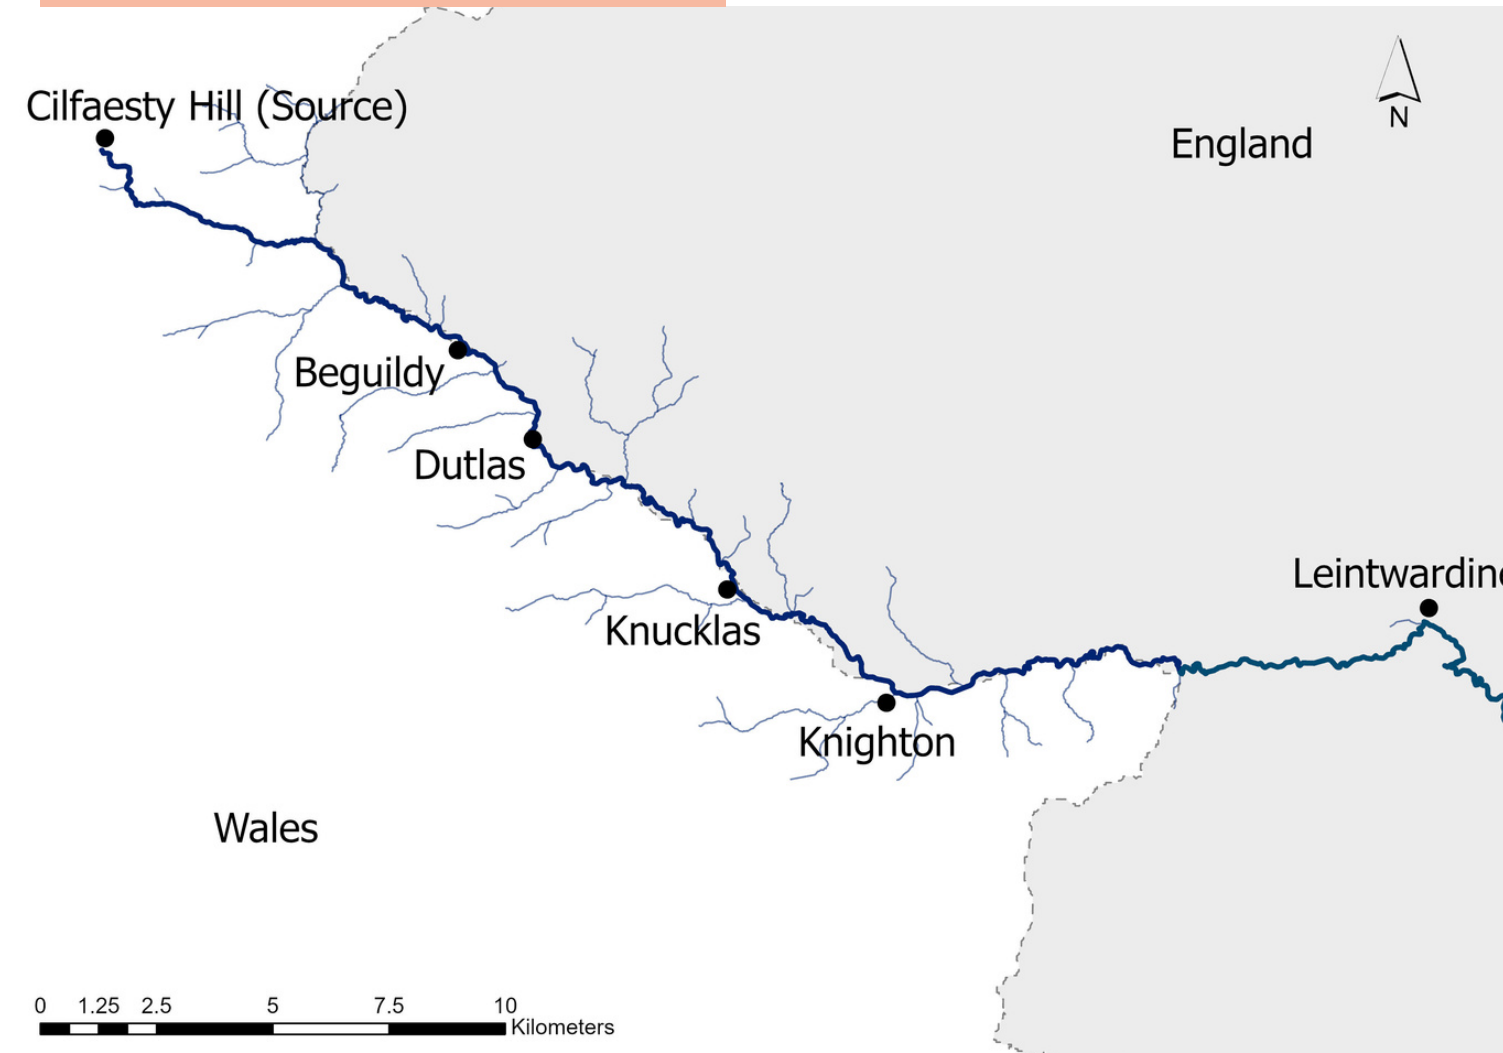 Cilfaesty Hill (Source)
N
England
Beguildy
Dutlas
Leintwardin
Knucklas
Knighton
Wales
0 1.25 2.5 5 7.5 10
Kilometers